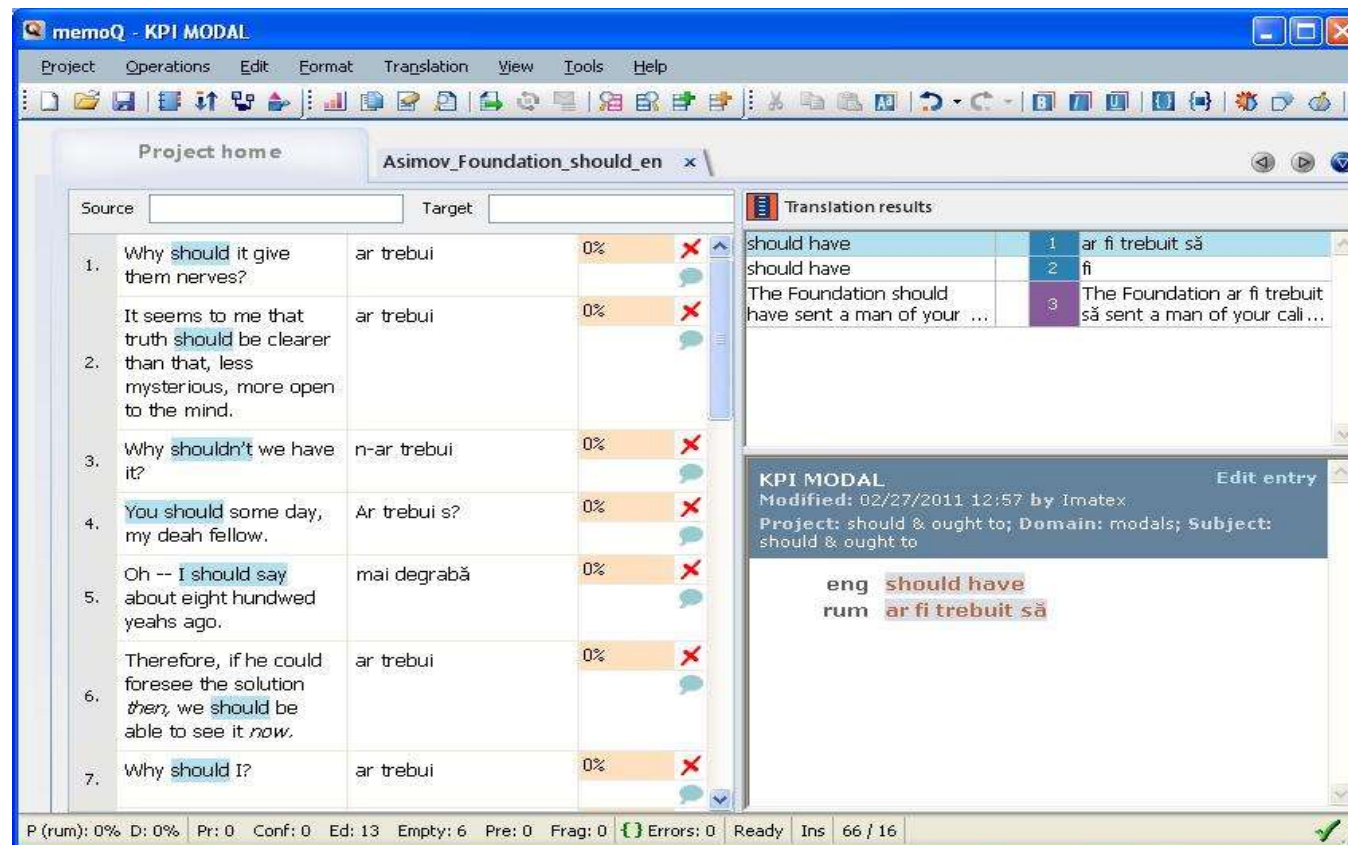 memoQ - KPI MODAL
Project Operations Edit Format Translation View Tools Help
Project home
Asimov_Foundation_should_en x
Source
Target
1.
Why should it give
them nerves?
ar trebui
0%
2.
It seems to me that
truth should be clearer
than that, less
mysterious, more open
to the mind.
ar trebui
0%
3.
Why shouldn't we have
it?
n-ar trebui
0%
4.
You should some day,
my deah fellow.
Ar trebui s?
0%
5.
Oh -- I should say
about eight hundwed
yeahs ago.
mai degrabă
0%
6.
Therefore, if he could
foresee the solution
then, we should be
able to see it now.
ar trebui
0%
7.
Why should I?
ar trebui
0%
Translation results
should have 1 ar fi trebuit să
should have 2 fi
The Foundation should
have sent a man of your ...
3
The Foundation ar fi trebuit
să sent a man of your cali ...
KPI MODAL Edit entry
Modified: 02/27/2011 12:57 by Imatex
Project: should & ought to; Domain: modals; Subject:
should & ought to
eng should have
rum ar fi trebuit să
P (rum): 0% D: 0% Pr: 0 Conf: 0 Ed: 13 Empty: 6 Pre: 0 Frag: 0 {} Errors: 0 Ready Ins 66 / 16